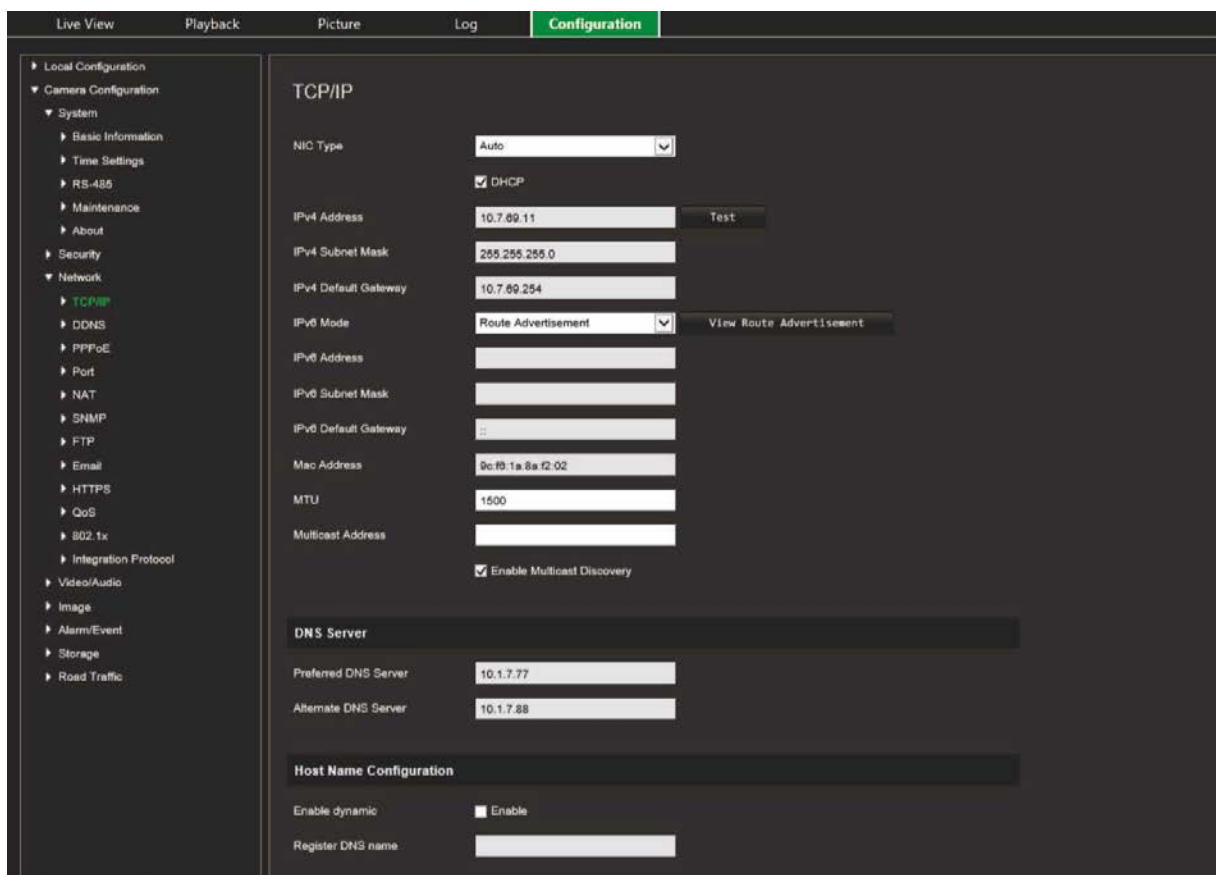 Live View Playback Picture Log Configuration
Local Configuration
Camera Configuration
System
Basic Information
Time Settings
RS-485
Maintenance
About
Security
Network
TCP/IP
DDNS
PPPoE
Port
NAT
SNMP
FTP
Email
HTTPS
QoS
802.1x
Integration Protocol
Video/Audio
Image
Alarm/Event
Storage
Road Traffic
TCP/IP
NIC Type Auto
DHCP
IPv4 Address 10.7.69.11 Test
IPv4 Subnet Mask 255.255.255.0
IPv4 Default Gateway 10.7.69.254
IPv6 Mode Route Advertisement View Route Advertisement
IPv6 Address
IPv6 Subnet Mask
IPv6 Default Gateway ::
Mac Address 9c:f6:1a:8a:f2:02
MTU 1500
Multicast Address
Enable Multicast Discovery
DNS Server
Preferred DNS Server 10.1.7.77
Alternate DNS Server 10.1.7.88
Host Name Configuration
Enable dynamic Enable
Register DNS name